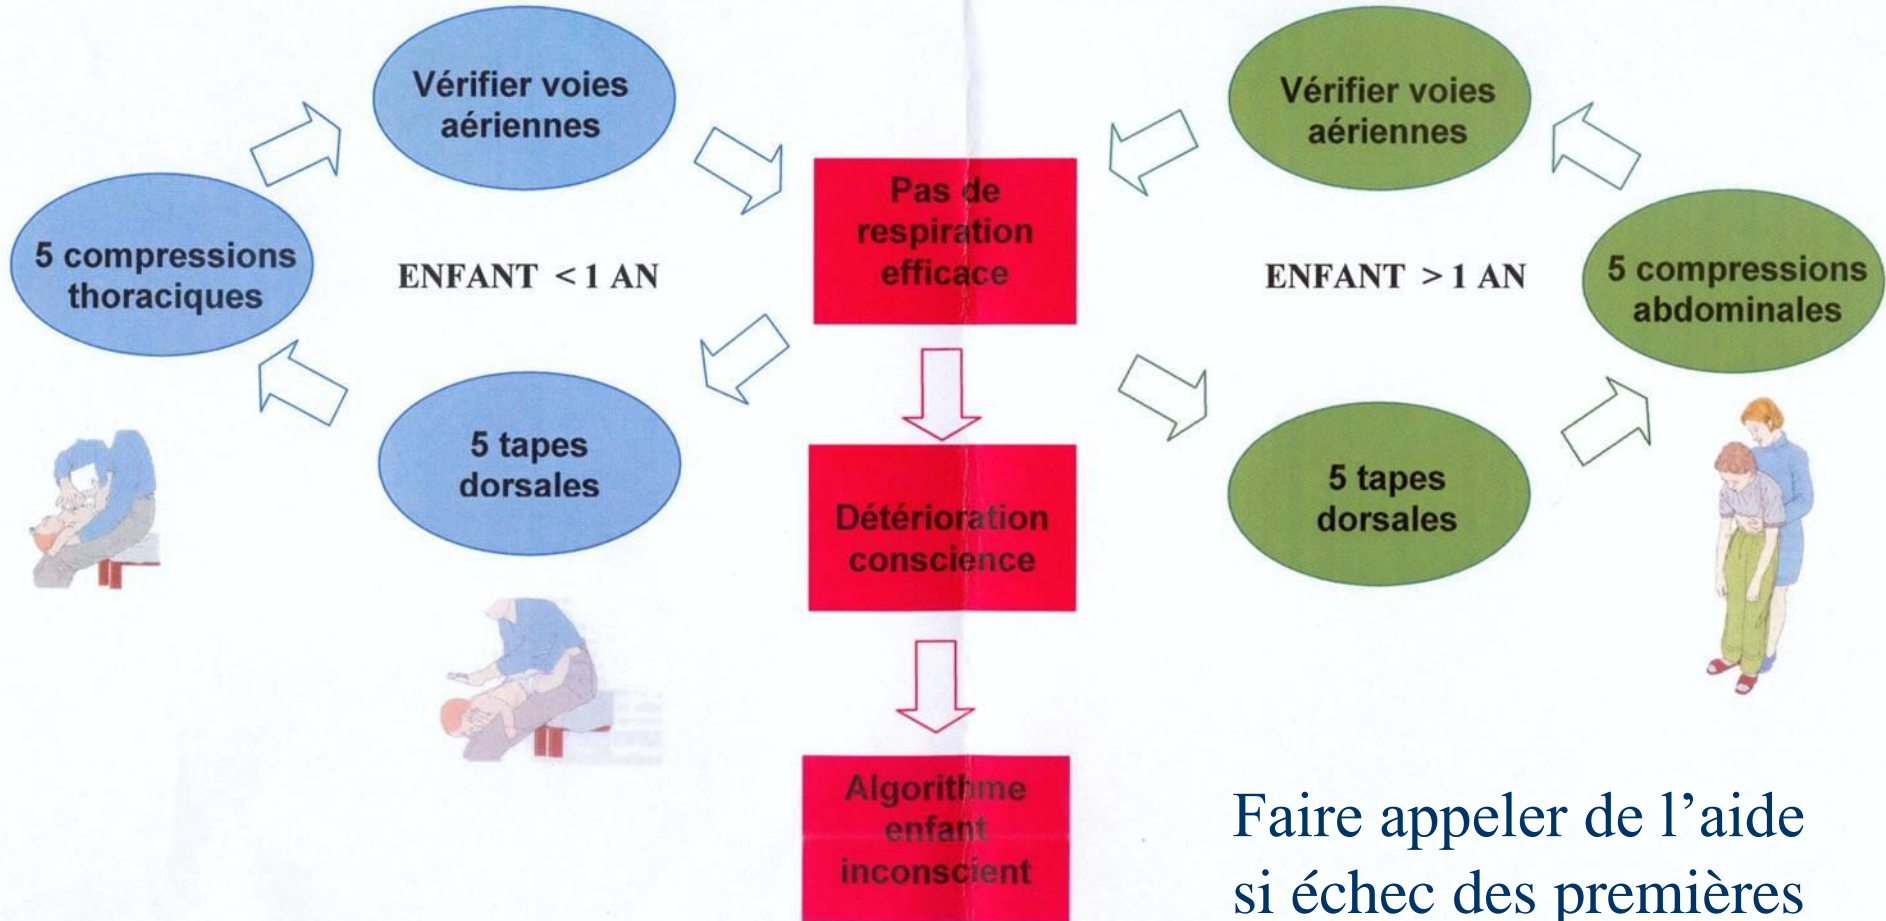 Vérifier voies
aériennes
5 compressions
thoraciques
ENFANT < 1 AN
5 tapes
dorsales
Pas de
respiration
efficace
Détérioration
conscience
Algorithme
enfant
inconscient
Vérifier voies
aériennes
ENFANT > 1 AN
5 compressions
abdominales
5 tapes
dorsales
Faire appeler de l’aide
si échec des premières